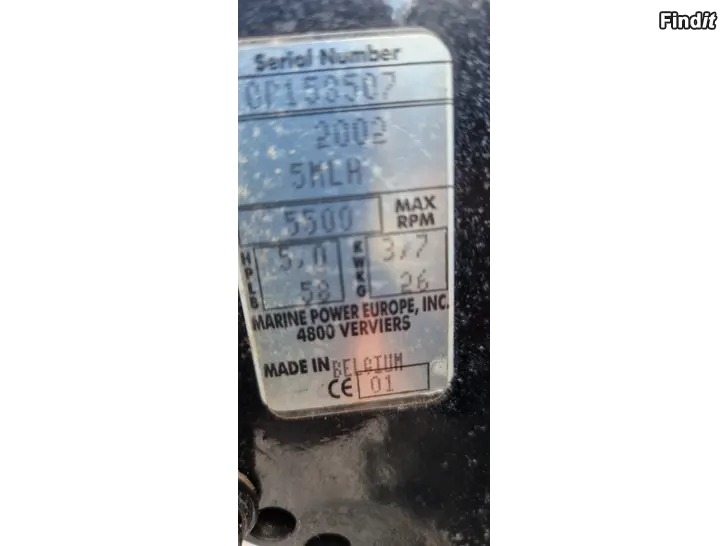 Findit
Serial Number
OP158507
2002
5MLH
5500 MAX RPM
HP 5,0 KW 3,7
LB 58 KG 26
MARINE POWER EUROPE, INC.
4800 VERVIERS
MADE IN BELGIUM
CE 01